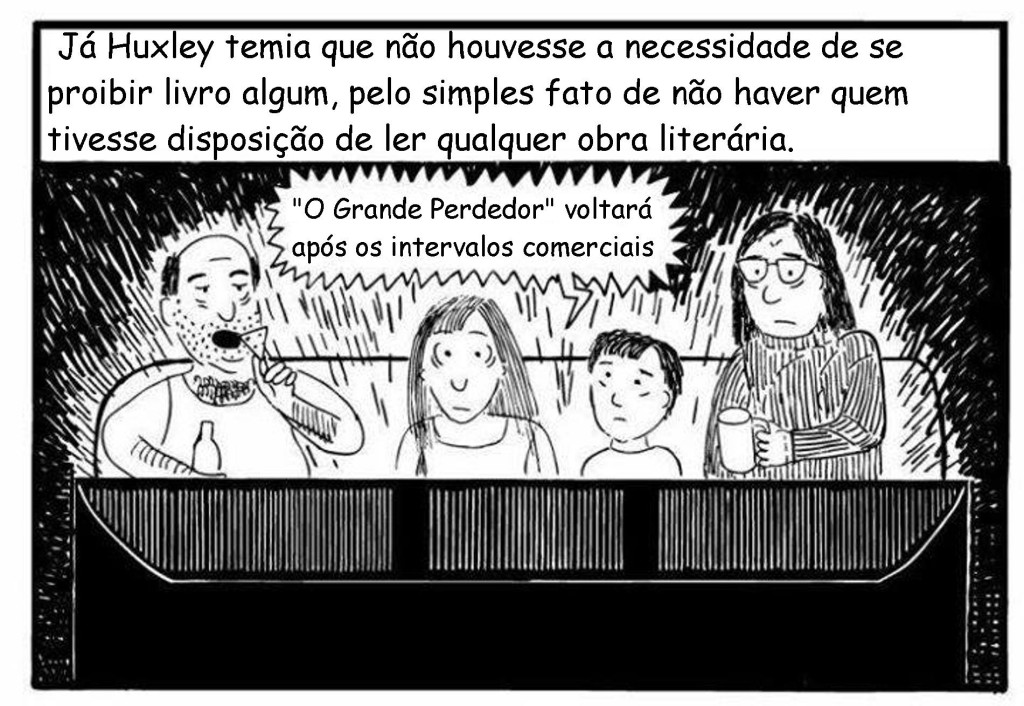 Já Huxley temia que não houvesse a necessidade de se
proibir livro algum, pelo simples fato de não haver quem
tivesse disposição de ler qualquer obra literária.
"O Grande Perdedor" voltará
após os intervalos comerciais